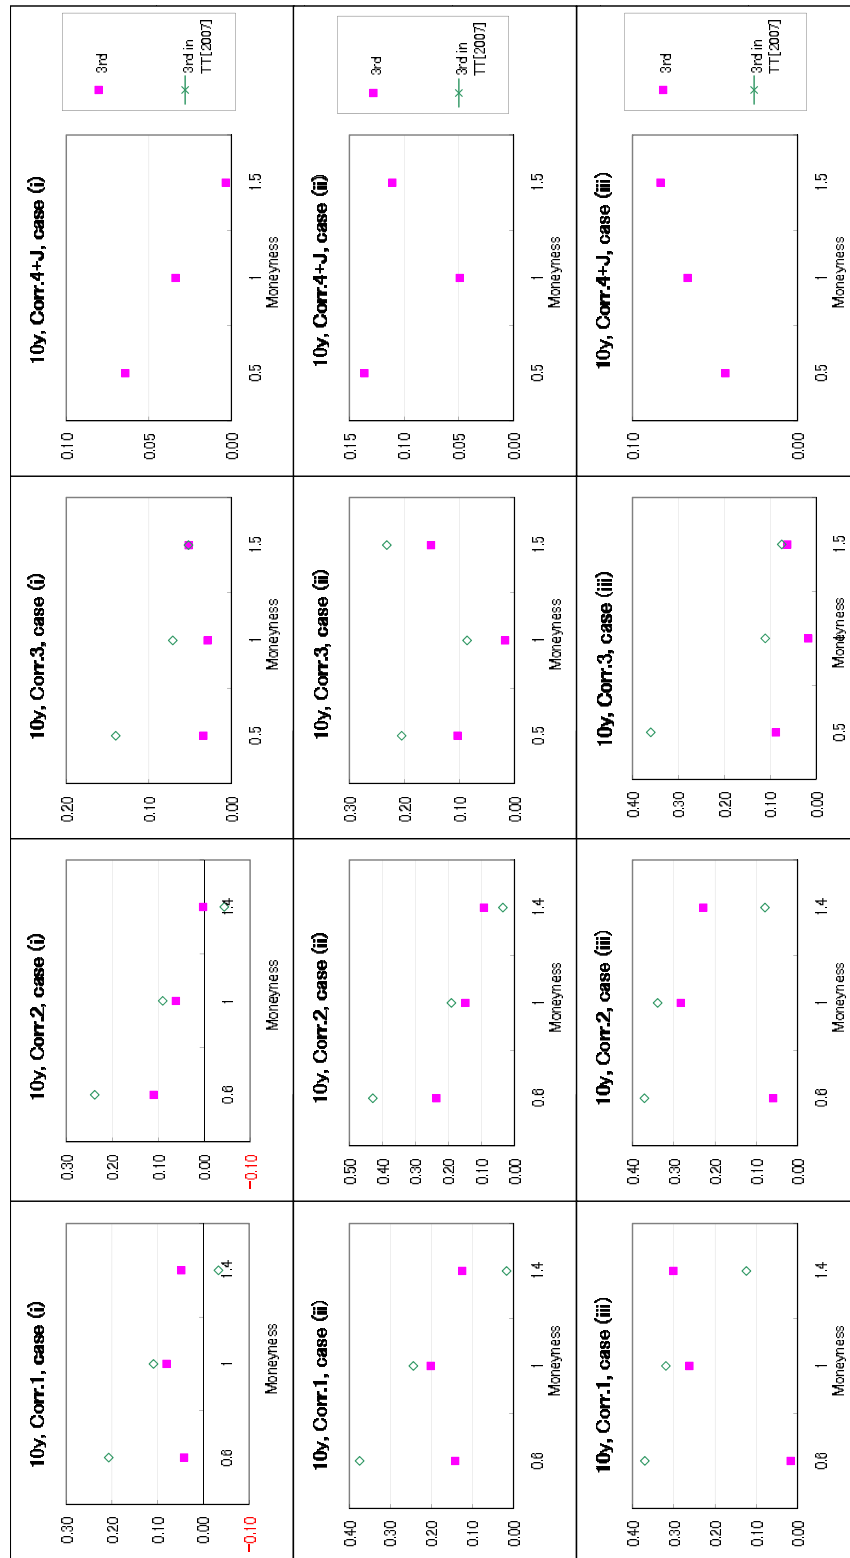 10y, Corr.1, case (i)
0.30
0.20
0.10
0.00
-0.10
0.6
1
1.4
Moneyness
10y, Corr.2, case (i)
0.30
0.20
0.10
0.00
-0.10
0.6
1
1.4
Moneyness
10y, Corr.3, case (i)
0.20
0.10
0.00
0.5
1
1.5
Moneyness
10y, Corr.4+J, case (i)
0.10
0.05
0.00
0.5
1
1.5
Moneyness
3rd
3rd in
TT[2007]
10y, Corr.1, case (ii)
0.40
0.30
0.20
0.10
0.00
0.6
1
1.4
Moneyness
10y, Corr.2, case (ii)
0.50
0.40
0.30
0.20
0.10
0.00
0.6
1
1.4
Moneyness
10y, Corr.3, case (ii)
0.30
0.20
0.10
0.00
0.5
1
1.5
Moneyness
10y, Corr.4+J, case (ii)
0.15
0.10
0.05
0.00
0.5
1
1.5
Moneyness
3rd
3rd in
TT[2007]
10y, Corr.1, case (iii)
0.40
0.30
0.20
0.10
0.00
0.6
1
1.4
Moneyness
10y, Corr.2, case (iii)
0.40
0.30
0.20
0.10
0.00
0.6
1
1.4
Moneyness
10y, Corr.3, case (iii)
0.40
0.30
0.20
0.10
0.00
0.5
1
1.5
Moneyness
10y, Corr.4+J, case (iii)
0.10
0.00
0.5
1
1.5
Moneyness
3rd
3rd in
TT[2007]